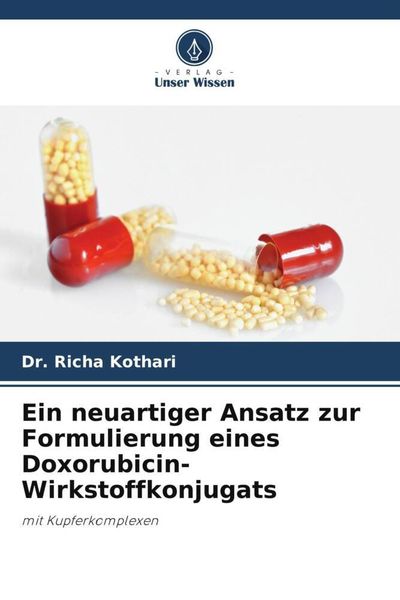 - VERLAG -
Unser Wissen
Dr. Richa Kothari
Ein neuartiger Ansatz zur
Formulierung eines
Doxorubicin-
Wirkstoffkonjugats
mit Kupferkomplexen